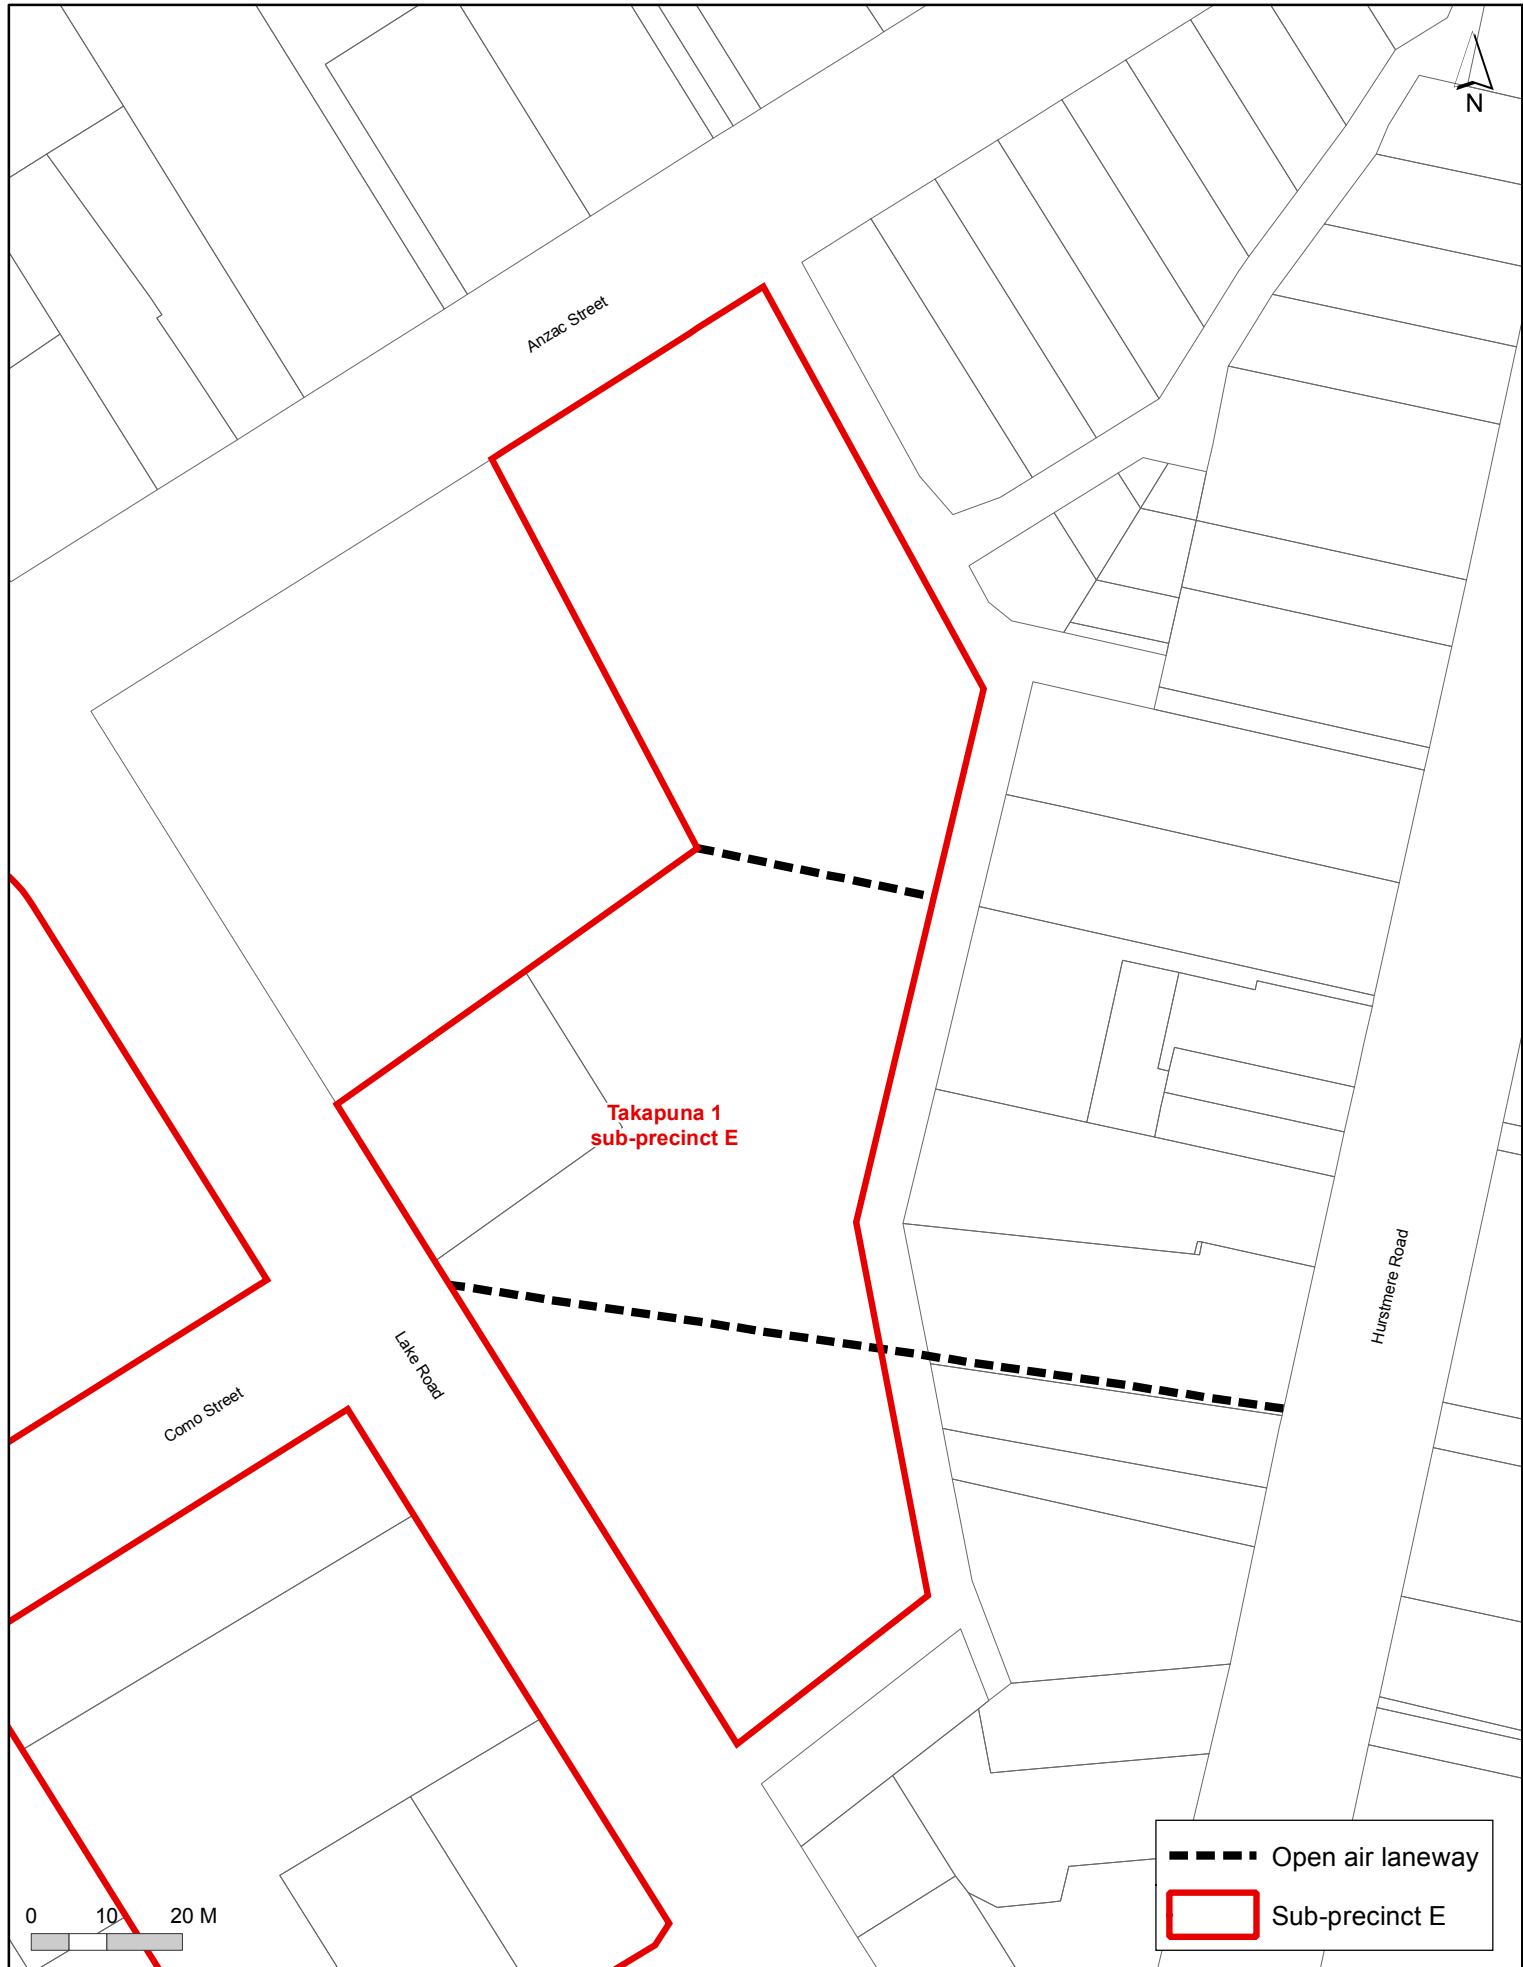 N
Anzac Street
Takapuna 1
sub-precinct E
Hurstmere Road
Lake Road
Como Street
Open air laneway
Sub-precinct E
0 10 20 M